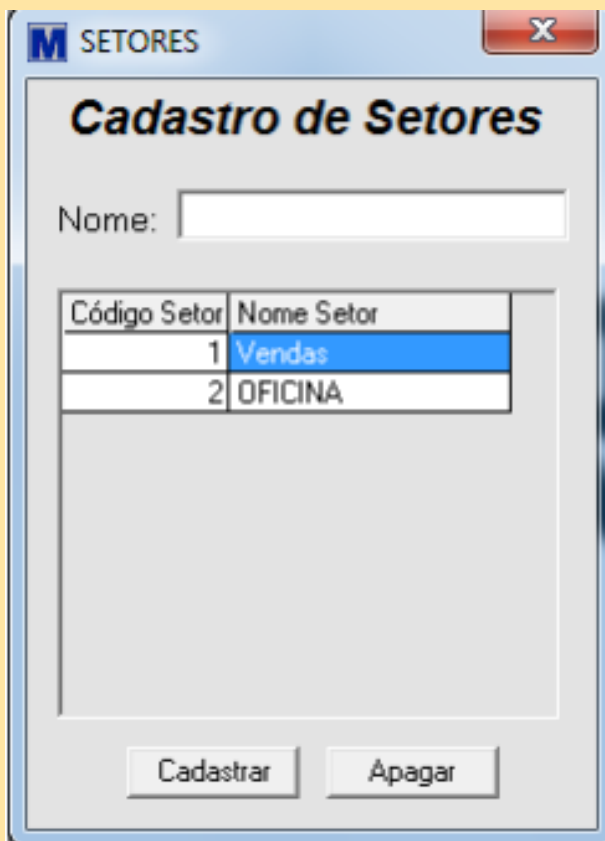 M SETORES X
Cadastro de Setores
Nome:
Código Setor Nome Setor
1 Vendas
2 OFICINA
Cadastrar Apagar